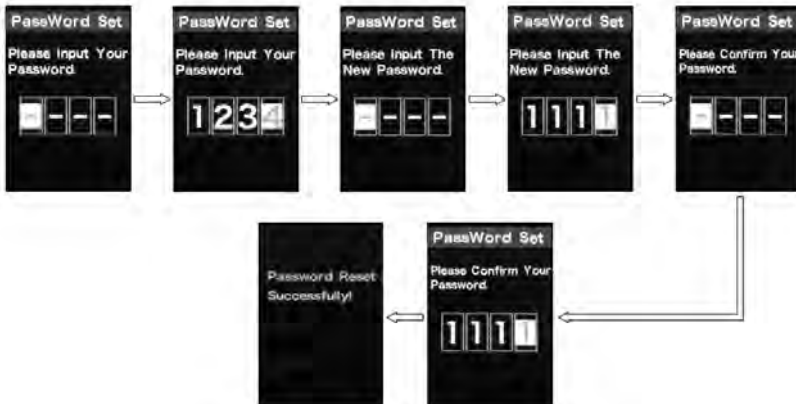 PassWord Set
Please Input Your
Password.
- - - -
PassWord Set
Please Input Your
Password.
1234
PassWord Set
Please Input The
New Password.
- - - -
PassWord Set
Please Input The
New Password.
1111
PassWord Set
Please Confirm Your
Password.
- - - -
PassWord Set
Please Confirm Your
Password.
1111
Password Reset
Successfully!